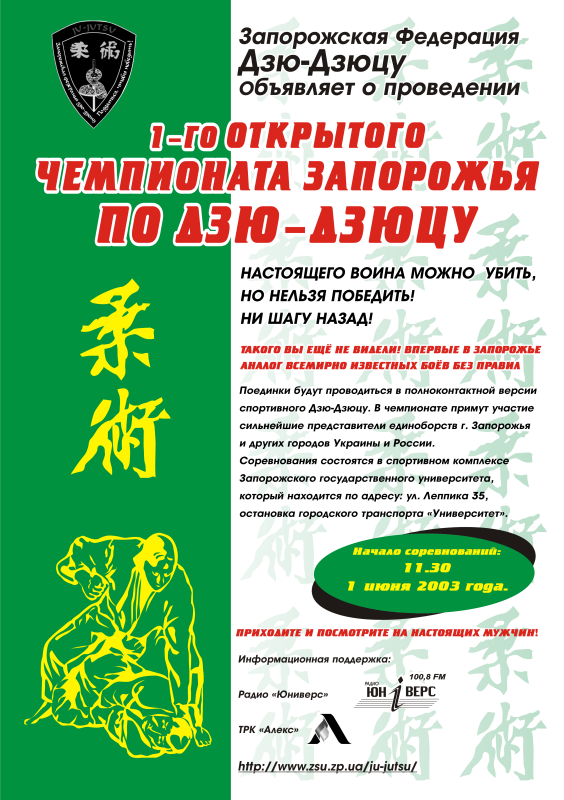 JU-JUTSU
柔術
Запорожская Федерация
Дзю-Дзюцу
Объявляет о проведении
1-го ОТКРЫТОГО
ЧЕМПИОНАТА ЗАПОРОЖЬЯ
ПО ДЗЮ-ДЗЮЦУ
НАСТОЯЩЕГО ВОИНА МОЖНО УБИТЬ,
НО НЕЛЬЗЯ ПОБЕДИТЬ!
НИ ШАГУ НАЗАД!
ТАКОГО ВЫ ЕЩЁ НЕ ВИДЕЛИ! ВПЕРВЫЕ В ЗАПОРОЖЬЕ
АНАЛОГ ВСЕМИРНО ИЗВЕСТНЫХ БОЁВ БЕЗ ПРАВИЛ
Поединки будут проводиться в полноконтактной версии
спортивного Дзю-Дзюцу. В чемпионате примут участие
сильнейшие представители единоборств г. Запорожья
и других городов Украины и России.
Соревнования состоятся в спортивном комплексе
Запорожского государственного университета,
который находится по адресу: ул. Леппика 35,
остановка городского транспорта «Университет».
柔
術
Начало соревнований:
11.30
1 июня 2003 года.
ПРИХОДИТЕ И ПОСМОТРИТЕ НА НАСТОЯЩИХ МУЖЧИН!
Информационная поддержка:
100,8 FM
РАДИО
ЮНiВЕРС
Радио «Юниверс»
ТРК «Алекс»
http://www.zsu.zp.ua/ju-jutsu/